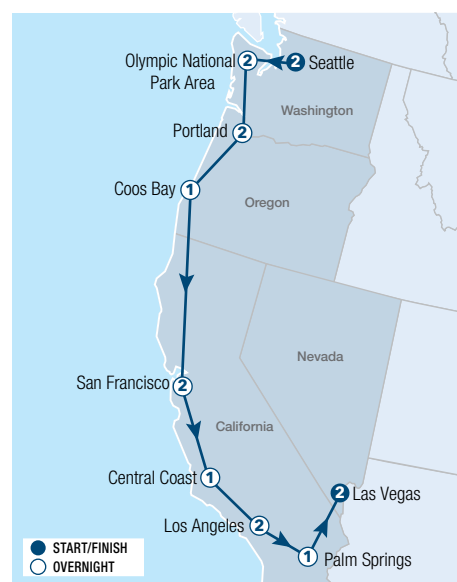 Olympic National
Park Area
2
2
Seattle
Washington
Portland
2
Coos Bay
1
Oregon
Nevada
San Francisco
2
California
Central Coast
1
2
Las Vegas
Los Angeles
2
1
Palm Springs
START/FINISH
OVERNIGHT